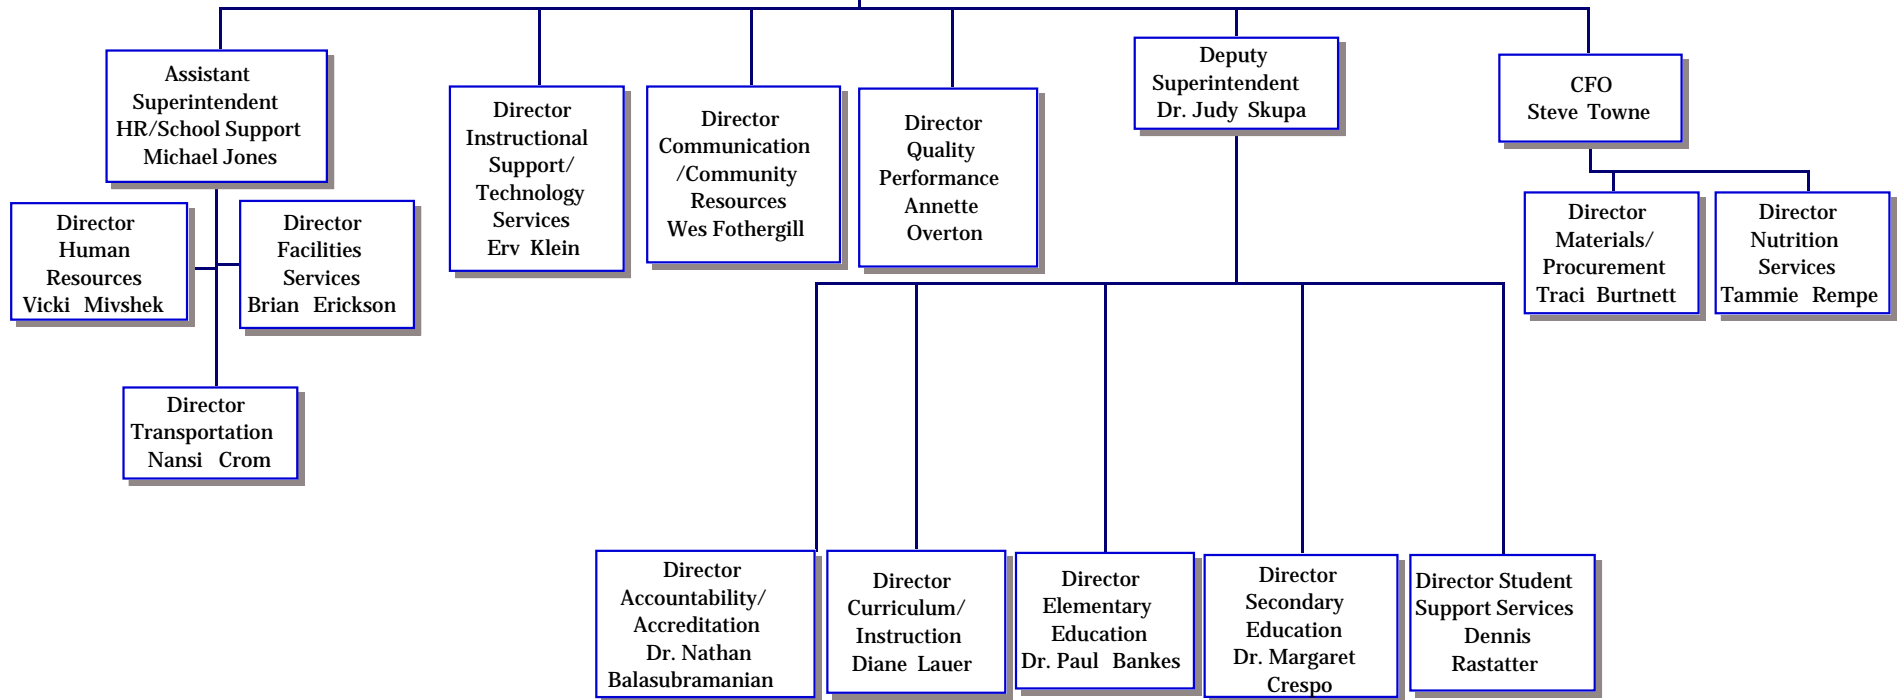 Assistant
Superintendent
HR/School Support
Michael Jones
Director
Instructional
Support/
Technology
Services
Erv Klein
Director
Communication
/Community
Resources
Wes Fothergill
Director
Quality
Performance
Annette
Overton
Deputy
Superintendent
Dr. Judy Skupa
CFO
Steve Towne
Director
Human
Resources
Vicki Mivshek
Director
Facilities
Services
Brian Erickson
Director
Materials/
Procurement
Traci Burtnett
Director
Nutrition
Services
Tammie Rempe
Director
Transportation
Nansi Crom
Director
Accountability/
Accreditation
Dr. Nathan
Balasubramanian
Director
Curriculum/
Instruction
Diane Lauer
Director
Elementary
Education
Dr. Paul Bankes
Director
Secondary
Education
Dr. Margaret
Crespo
Director Student
Support Services
Dennis
Rastatter